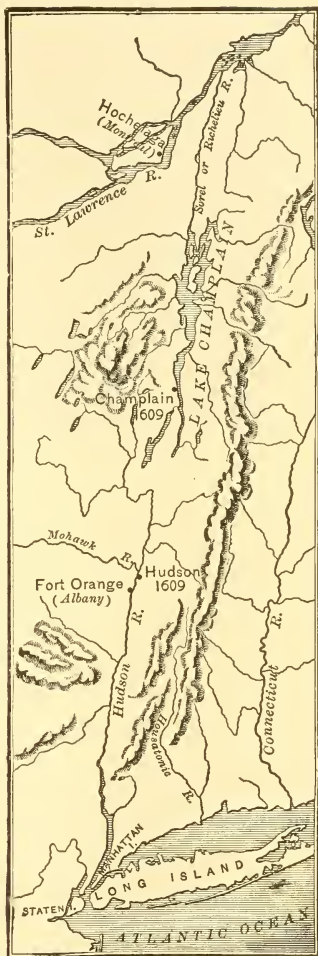 Hochelaga
(Montreal)
Sorel or Richelieu R.
St. Lawrence R.
LAKE CHAMPLAIN
Champlain
1609
Mohawk R.
Hudson
1609
Fort Orange
(Albany)
Hudson R.
Connecticut R.
Housatonic R.
MANHATTAN I.
LONG ISLAND
STATEN I.
ATLANTIC OCEAN